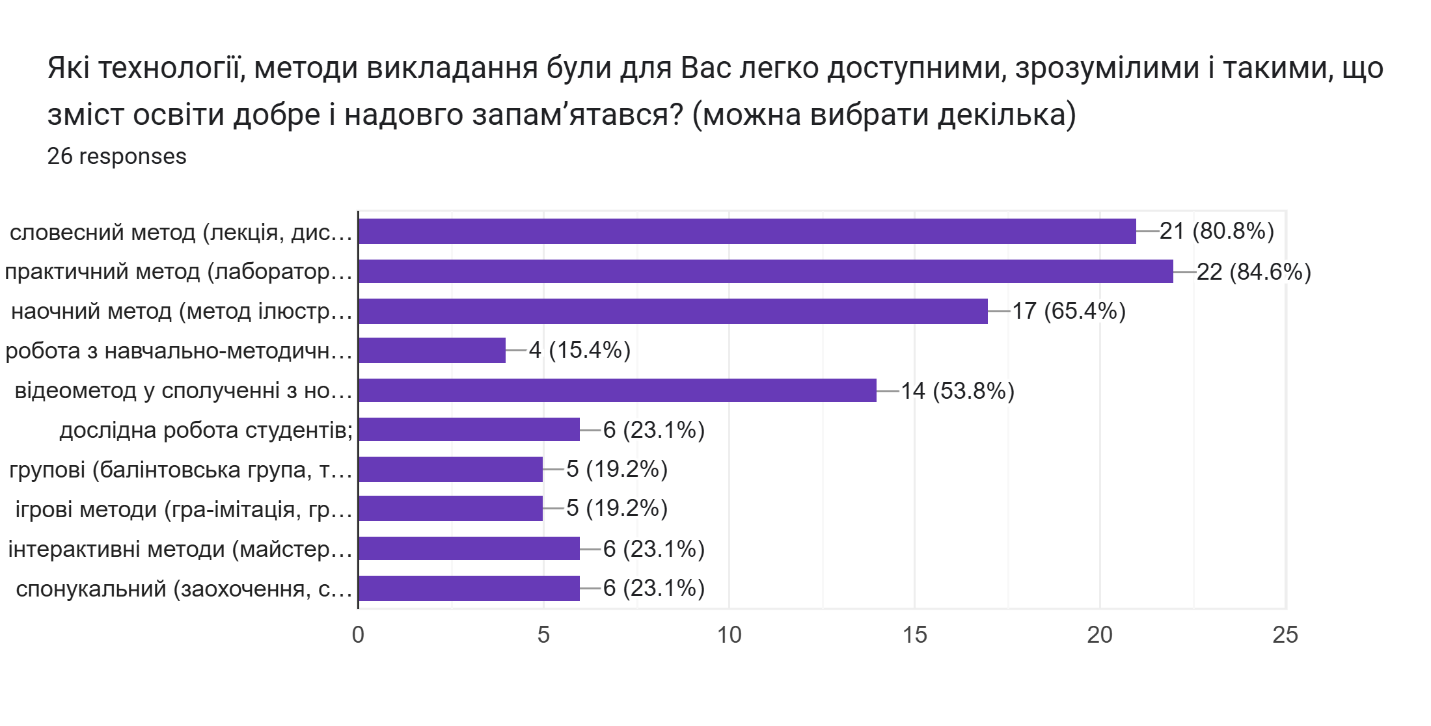 Які технології, методи викладання були для Вас легко доступними, зрозумілими і такими, що
зміст освіти добре і надовго запам’ятався? (можна вибрати декілька)
26 responses
словесний метод (лекція, дис… 21 (80.8%)
практичний метод (лаборатор… 22 (84.6%)
наочний метод (метод ілюстр… 17 (65.4%)
робота з навчально-методичн… 4 (15.4%)
відеометод у сполученні з но… 14 (53.8%)
дослідна робота студентів; 6 (23.1%)
групові (балінтовська група, т… 5 (19.2%)
ігрові методи (гра-імітація, гр… 5 (19.2%)
інтерактивні методи (майстер… 6 (23.1%)
спонукальний (заохочення, с… 6 (23.1%)
0 5 10 15 20 25